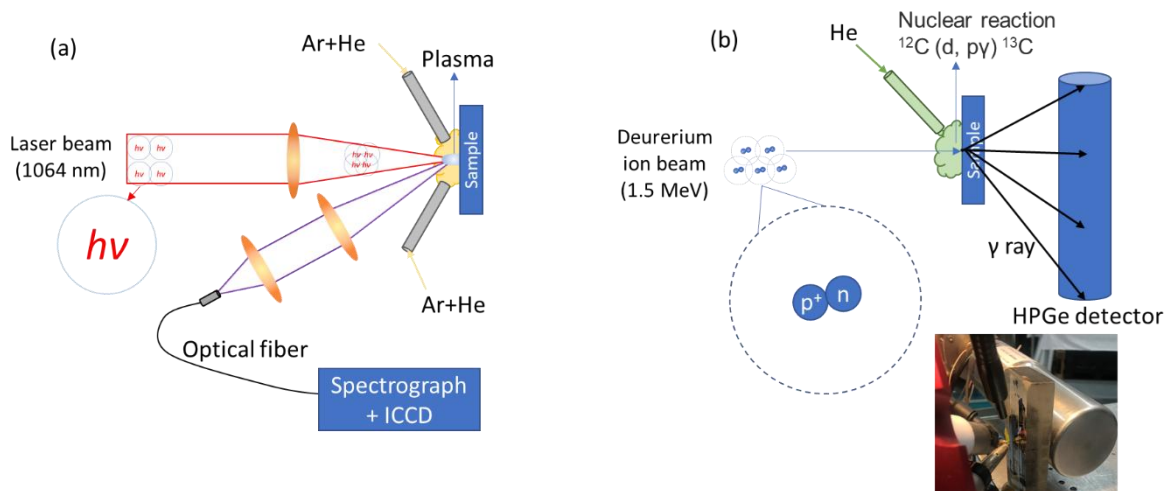 (a)
Ar+He
Plasma
Laser beam
(1064 nm)
hν hν
hν hν
hν hν
hν hν
Sample
hν
Ar+He
Optical fiber
Spectrograph
+ ICCD
(b)
He
Nuclear reaction
¹²C (d, pγ) ¹³C
Deurerium
ion beam
(1.5 MeV)
Sample
γ ray
p⁺ n
HPGe detector